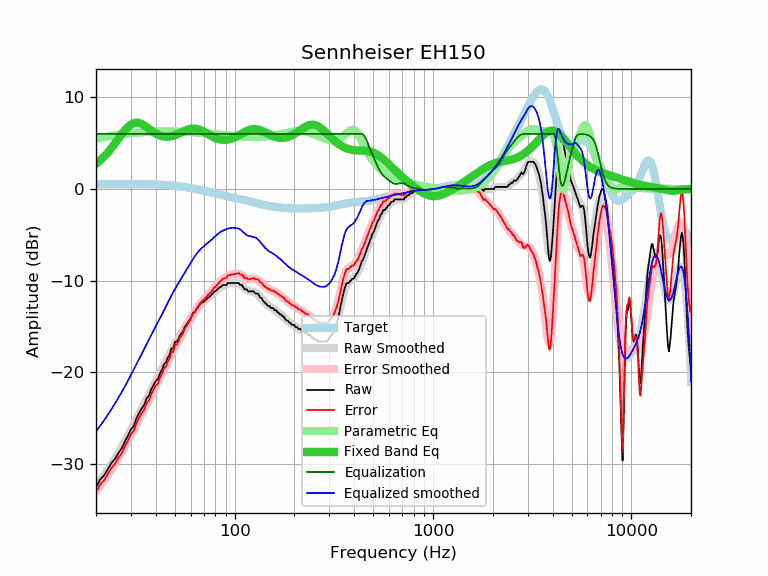 Sennheiser EH150
10
0
−10
−20
−30
Amplitude (dBr)
Target
Raw Smoothed
Error Smoothed
Raw
Error
Parametric Eq
Fixed Band Eq
Equalization
Equalized smoothed
100
1000
10000
Frequency (Hz)